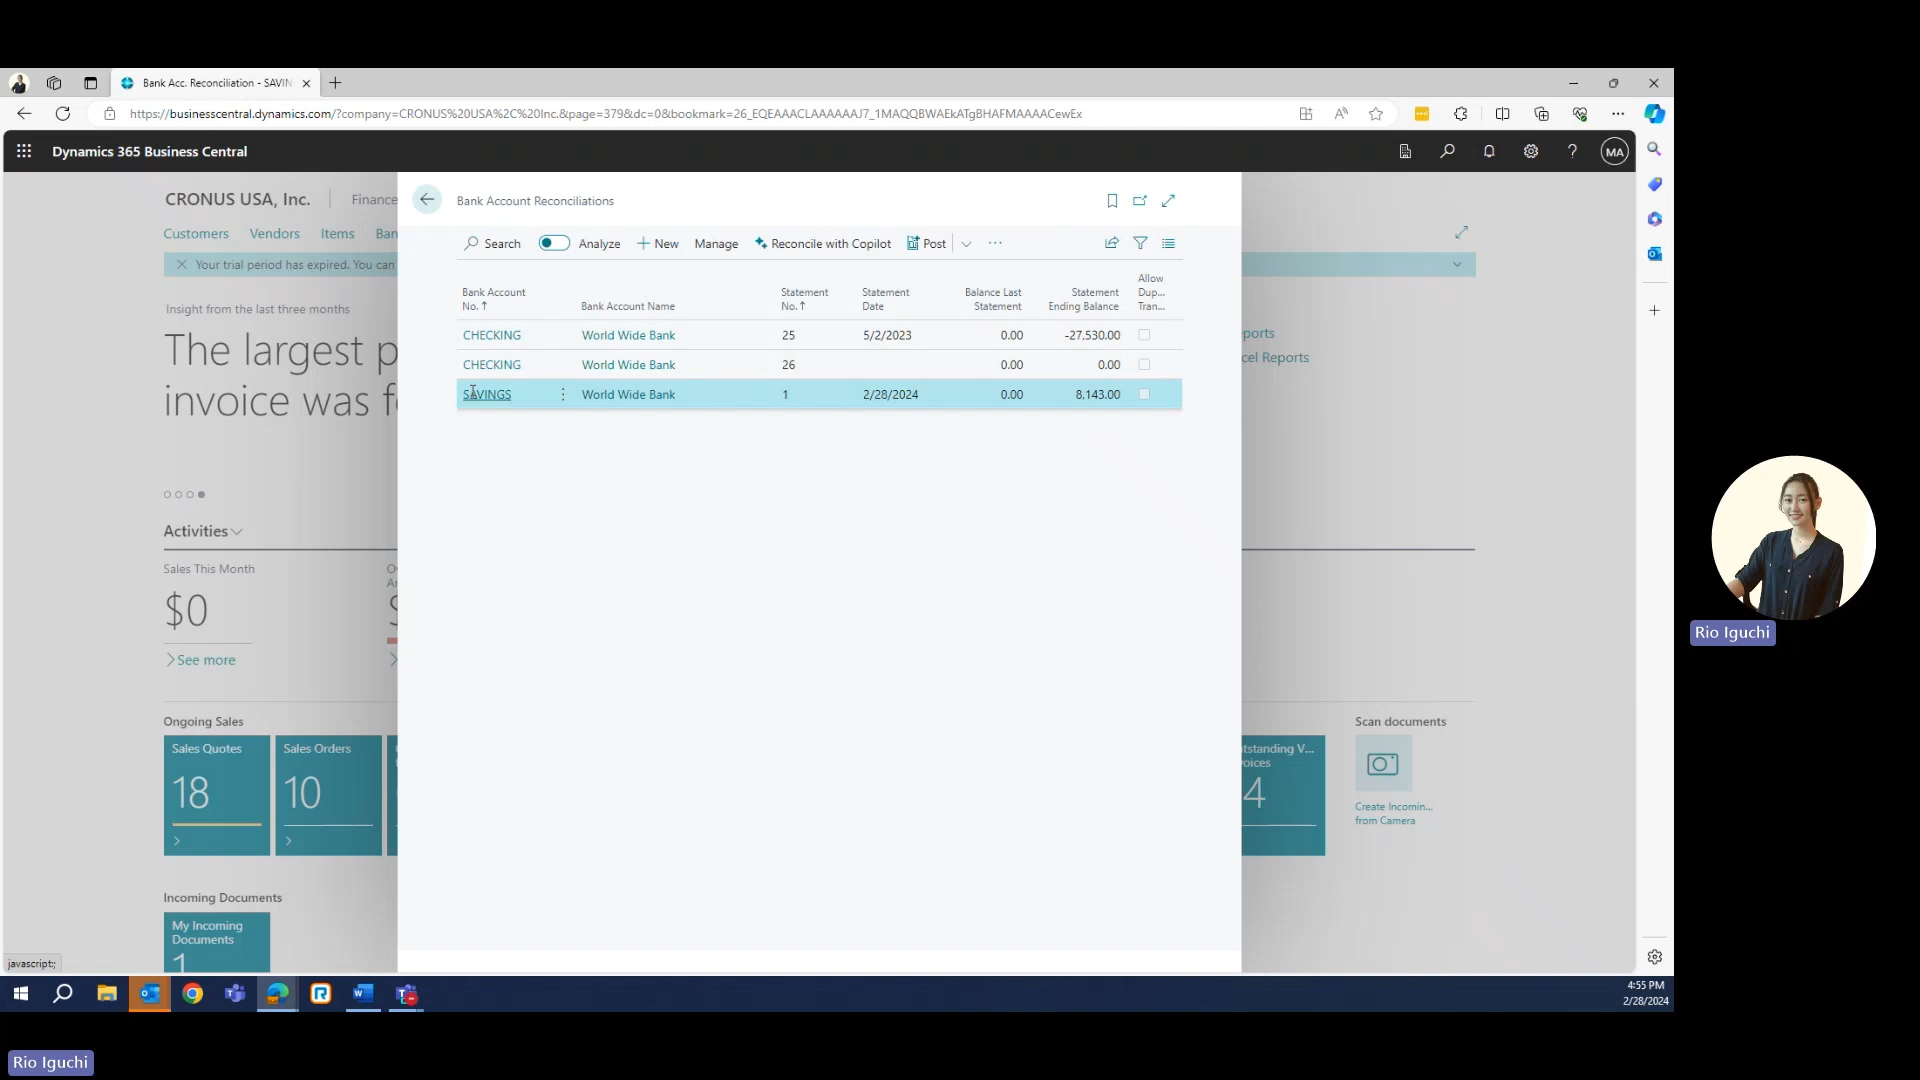 Bank Acc. Reconciliation - SAVIN
https://businesscentral.dynamics.com/?company=CRONUS%20USA%2C%20Inc.&page=379&dc=0&bookmark=26_EQEAAACLAAAAAAJ7_1MAQQBWAEkATgBHAFMAAAACewEx
Dynamics 365 Business Central
MA
CRONUS USA, Inc.
Finance
Customers
Vendors
Items
Ban
Your trial period has expired. You can
Insight from the last three months
The largest p
invoice was f
Activities
Sales This Month
$0
See more
Ongoing Sales
Sales Quotes
18
Sales Orders
10
Incoming Documents
My Incoming
Documents
1
Bank Account Reconciliations
Search
Analyze
New
Manage
Reconcile with Copilot
Post
Bank Account
No. ↑
Bank Account Name
Statement
No. ↑
Statement
Date
Balance Last
Statement
Statement
Ending Balance
Allow
Dup...
Tran...
CHECKING World Wide Bank 25 5/2/2023 0.00 -27,530.00
CHECKING World Wide Bank 26 0.00 0.00
SAVINGS World Wide Bank 1 2/28/2024 0.00 8,143.00
ports
cel Reports
tstanding V...
oices
4
Scan documents
Create Incomin...
from Camera
javascript:;
4:55 PM
2/28/2024
Rio Iguchi
Rio Iguchi